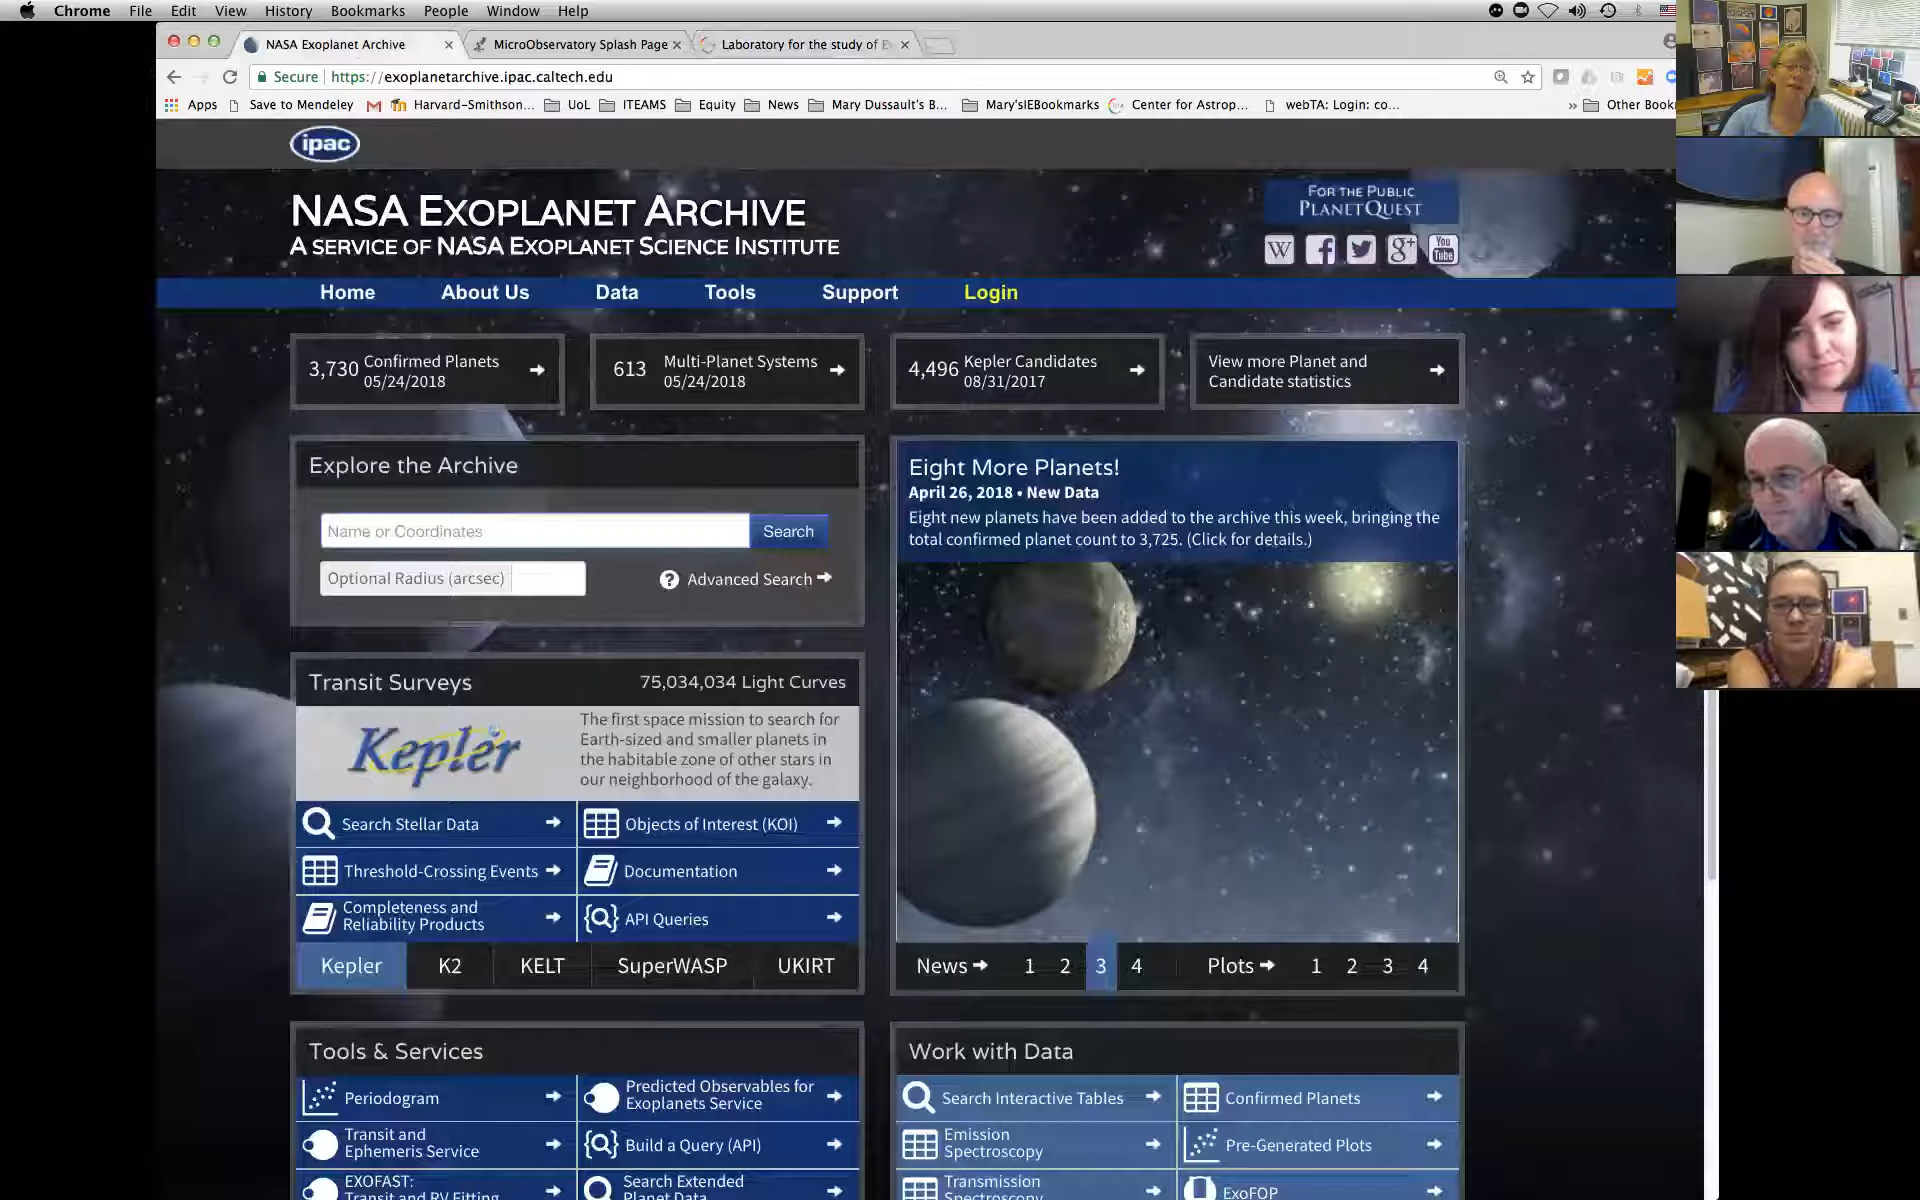 Chrome File Edit View History Bookmarks People Window Help
NASA Exoplanet Archive MicroObservatory Splash Page Laboratory for the study of E
Secure https://exoplanetarchive.ipac.caltech.edu
Apps Save to Mendeley Harvard-Smithson... UoL ITEAMS Equity News Mary Dussault's B... Mary'sIEBookmarks Center for Astrop... webTA: Login: co... » Other Book
ipac
NASA EXOPLANET ARCHIVE
A SERVICE OF NASA EXOPLANET SCIENCE INSTITUTE
FOR THE PUBLIC
PLANETQUEST
W g+ You Tube
Home About Us Data Tools Support Login
3,730 Confirmed Planets
05/24/2018
613 Multi-Planet Systems
05/24/2018
4,496 Kepler Candidates
08/31/2017
View more Planet and
Candidate statistics
Explore the Archive
Name or Coordinates Search
Optional Radius (arcsec) ? Advanced Search
Eight More Planets!
April 26, 2018 • New Data
Eight new planets have been added to the archive this week, bringing the
total confirmed planet count to 3,725. (Click for details.)
Transit Surveys 75,034,034 Light Curves
Kepler
The first space mission to search for
Earth-sized and smaller planets in
the habitable zone of other stars in
our neighborhood of the galaxy.
Search Stellar Data Objects of Interest (KOI)
Threshold-Crossing Events Documentation
Completeness and
Reliability Products
API Queries
Kepler K2 KELT SuperWASP UKIRT
News 1 2 3 4 Plots 1 2 3 4
Tools & Services
Periodogram
Predicted Observables for
Exoplanets Service
Transit and
Ephemeris Service
Build a Query (API)
EXOFAST:
Transit and RV Fitting
Search Extended
Planet Data
Work with Data
Search Interactive Tables Confirmed Planets
Emission
Spectroscopy
Pre-Generated Plots
Transmission
Spectroscopy
ExoFOP